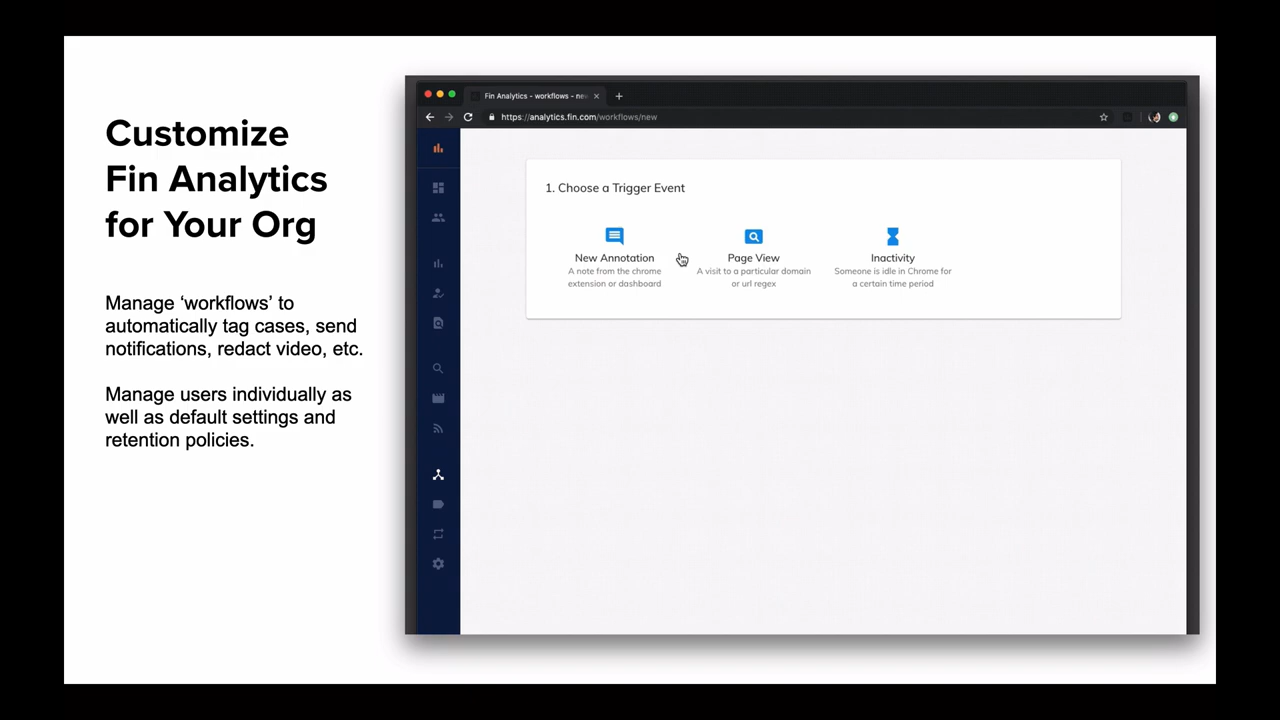 Customize
Fin Analytics
for Your Org
Manage ‘workflows’ to
automatically tag cases, send
notifications, redact video, etc.
Manage users individually as
well as default settings and
retention policies.
Fin Analytics - workflows - ne
https://analytics.fin.com/workflows/new
1. Choose a Trigger Event
New Annotation
A note from the chrome
extension or dashboard
Page View
A visit to a particular domain
or url regex
Inactivity
Someone is idle in Chrome for
a certain time period